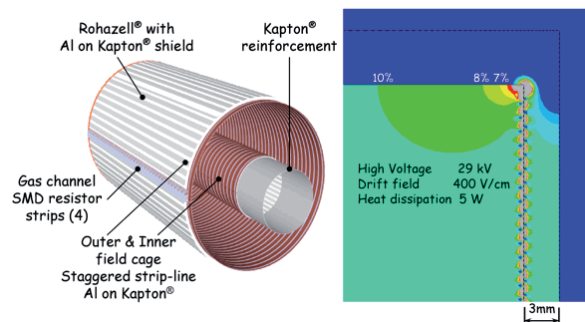 Rohazell® with
Al on Kapton® shield
Kapton®
reinforcement
Gas channel
SMD resistor
strips (4)
Outer & Inner
field cage
Staggered strip-line
Al on Kapton®
10%
8% 7%
High Voltage 29 kV
Drift field 400 V/cm
Heat dissipation 5 W
3mm